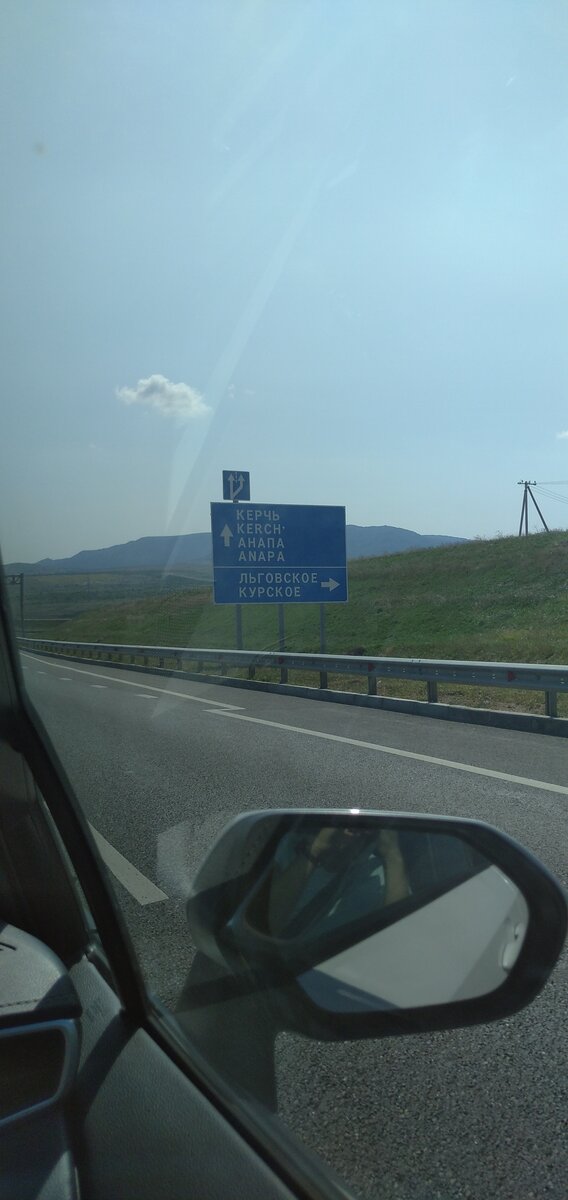 КЕРЧЬ
KERCH·
АНАПА
ANAPA
ЛЬГОВСКОЕ
КУРСКОЕ